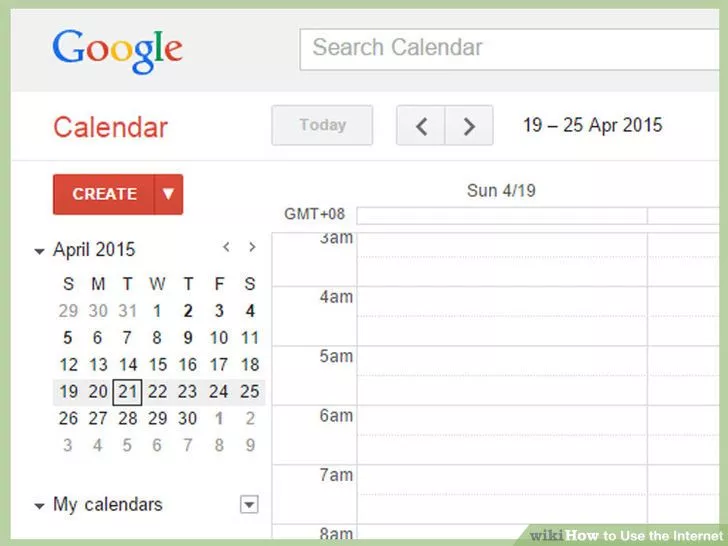 Google
Search Calendar
Calendar
Today
19 – 25 Apr 2015
CREATE
Sun 4/19
GMT+08
April 2015
S M T W T F S
29 30 31 1 2 3 4
5 6 7 8 9 10 11
12 13 14 15 16 17 18
19 20 21 22 23 24 25
26 27 28 29 30 1 2
3 4 5 6 7 8 9
My calendars
3am
4am
5am
6am
7am
8am
wikiHow to Use the Internet